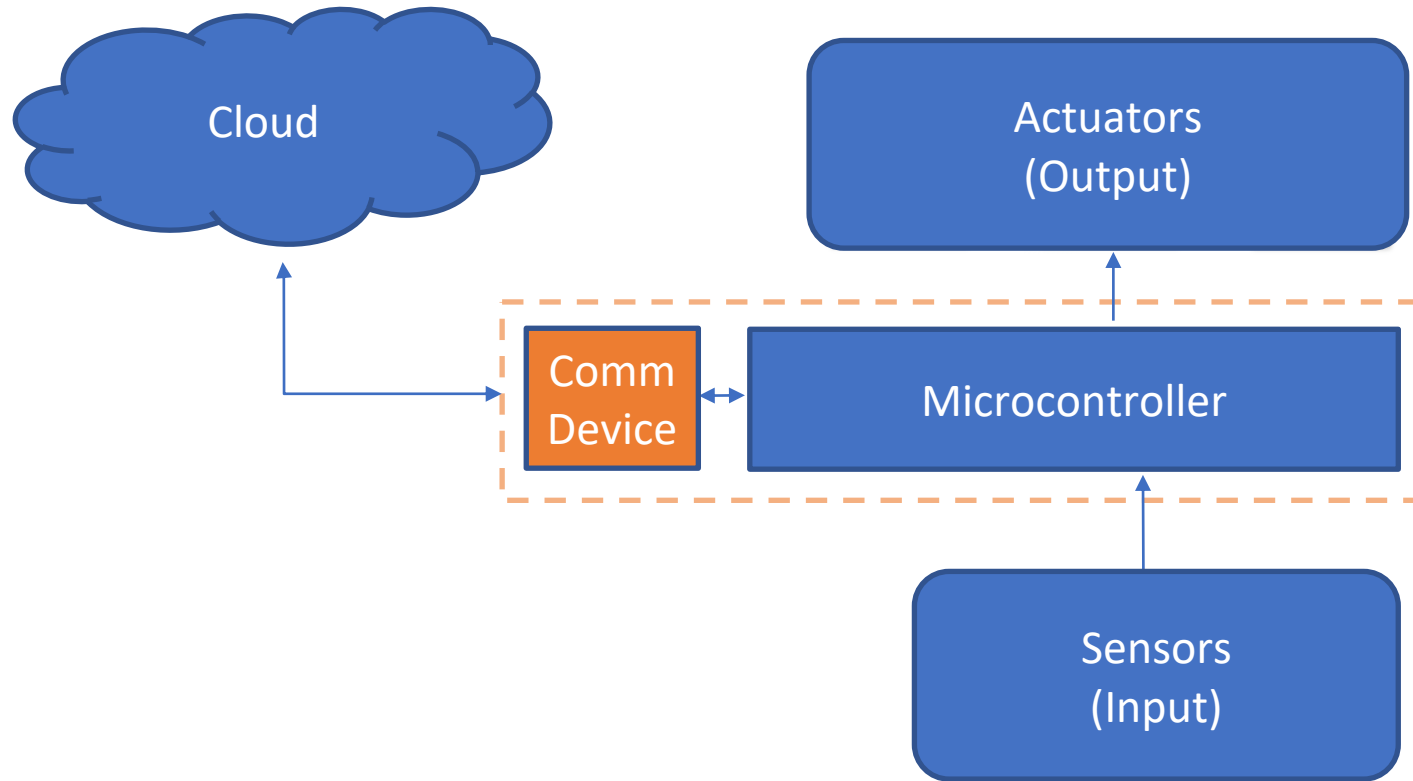 Cloud
Actuators
(Output)
Comm
Device
Microcontroller
Sensors
(Input)